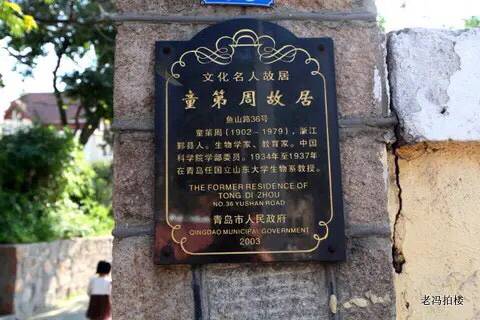 文化名人故居
童第周故居
鱼山路36号
童第周(1902-1979),浙江
鄞县人。生物学家、教育家。中国
科学院学部委员。1934年至1937年
在青岛任国立山东大学生物系教授。
THE FORMER RESIDENCE OF
TONG DI ZHOU
NO.36 YUSHAN ROAD
青岛市人民政府
QINGDAO MUNICIPAL GOVERNMENT
2003
老冯拍楼